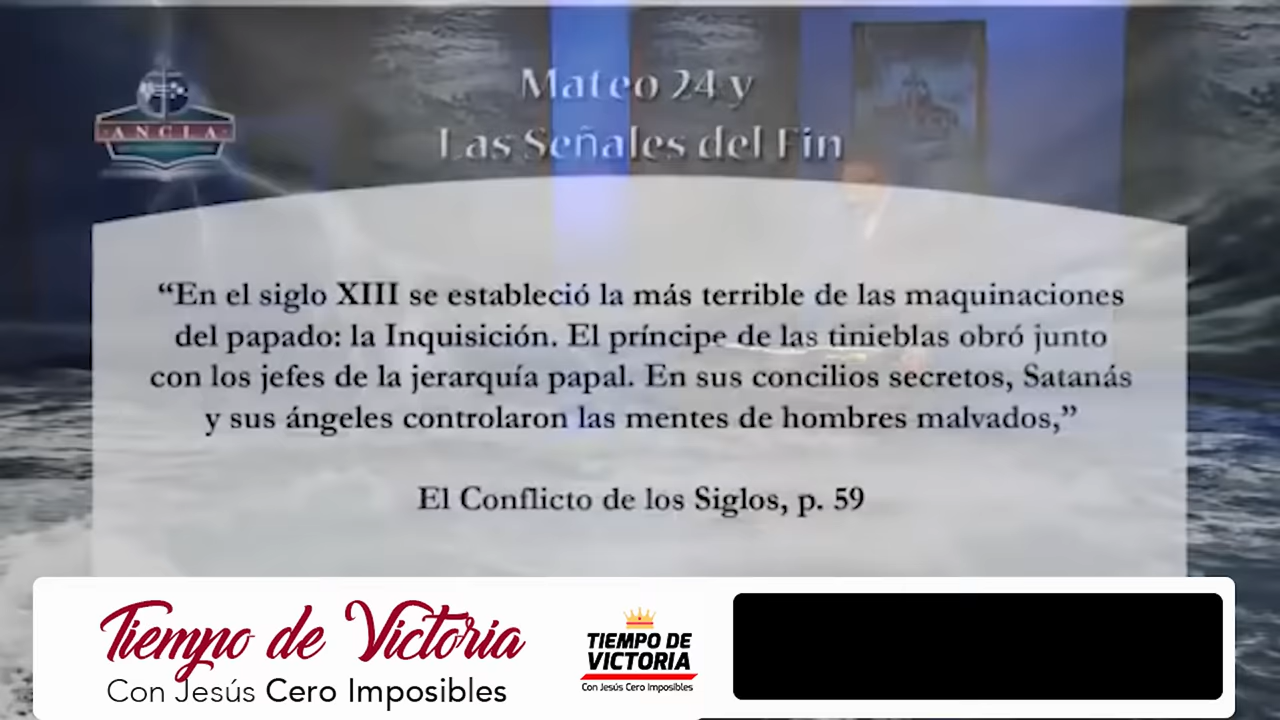 Mateo 24 y
Las Señales del Fin
ANCLA
“En el siglo XIII se estableció la más terrible de las maquinaciones
del papado: la Inquisición. El príncipe de las tinieblas obró junto
con los jefes de la jerarquía papal. En sus concilios secretos, Satanás
y sus ángeles controlaron las mentes de hombres malvados,”
El Conflicto de los Siglos, p. 59
Tiempo de Victoria
Con Jesús Cero Imposibles
TIEMPO DE
VICTORIA
Con Jesús Cero Imposibles